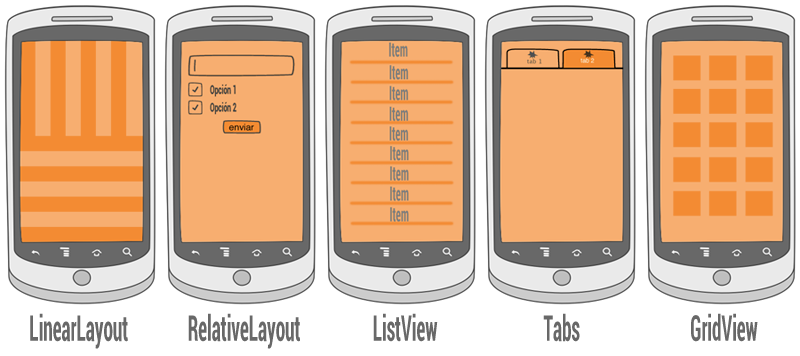 Opción 1
Opción 2
enviar
Item
Item
Item
Item
Item
Item
Item
Item
Item
tab 1
tab 2
LinearLayout
RelativeLayout
ListView
Tabs
GridView